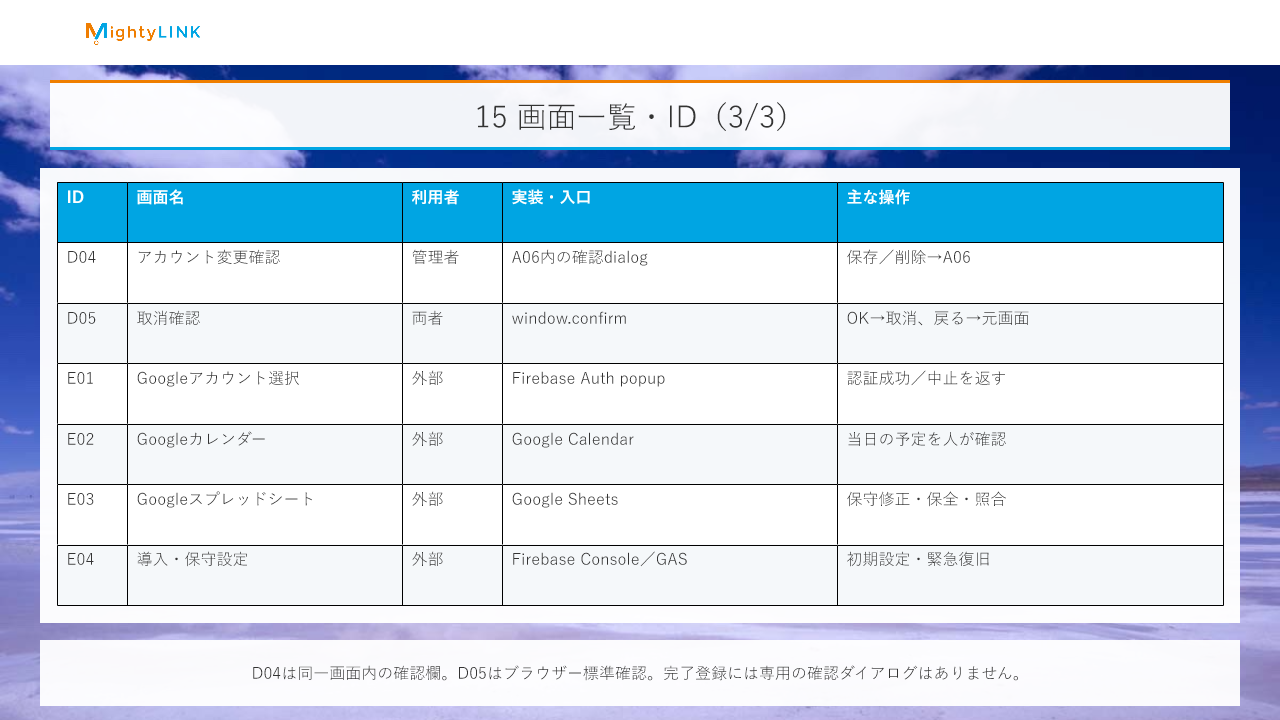 MightyLINK
15 画面一覧・ID（3/3）
ID 画面名 利用者 実装・入口 主な操作
D04 アカウント変更確認 管理者 A06内の確認dialog 保存／削除→A06
D05 取消確認 両者 window.confirm OK→取消、戻る→元画面
E01 Googleアカウント選択 外部 Firebase Auth popup 認証成功／中止を返す
E02 Googleカレンダー 外部 Google Calendar 当日の予定を人が確認
E03 Googleスプレッドシート 外部 Google Sheets 保守修正・保全・照合
E04 導入・保守設定 外部 Firebase Console／GAS 初期設定・緊急復旧
D04は同一画面内の確認欄。D05はブラウザー標準確認。完了登録には専用の確認ダイアログはありません。